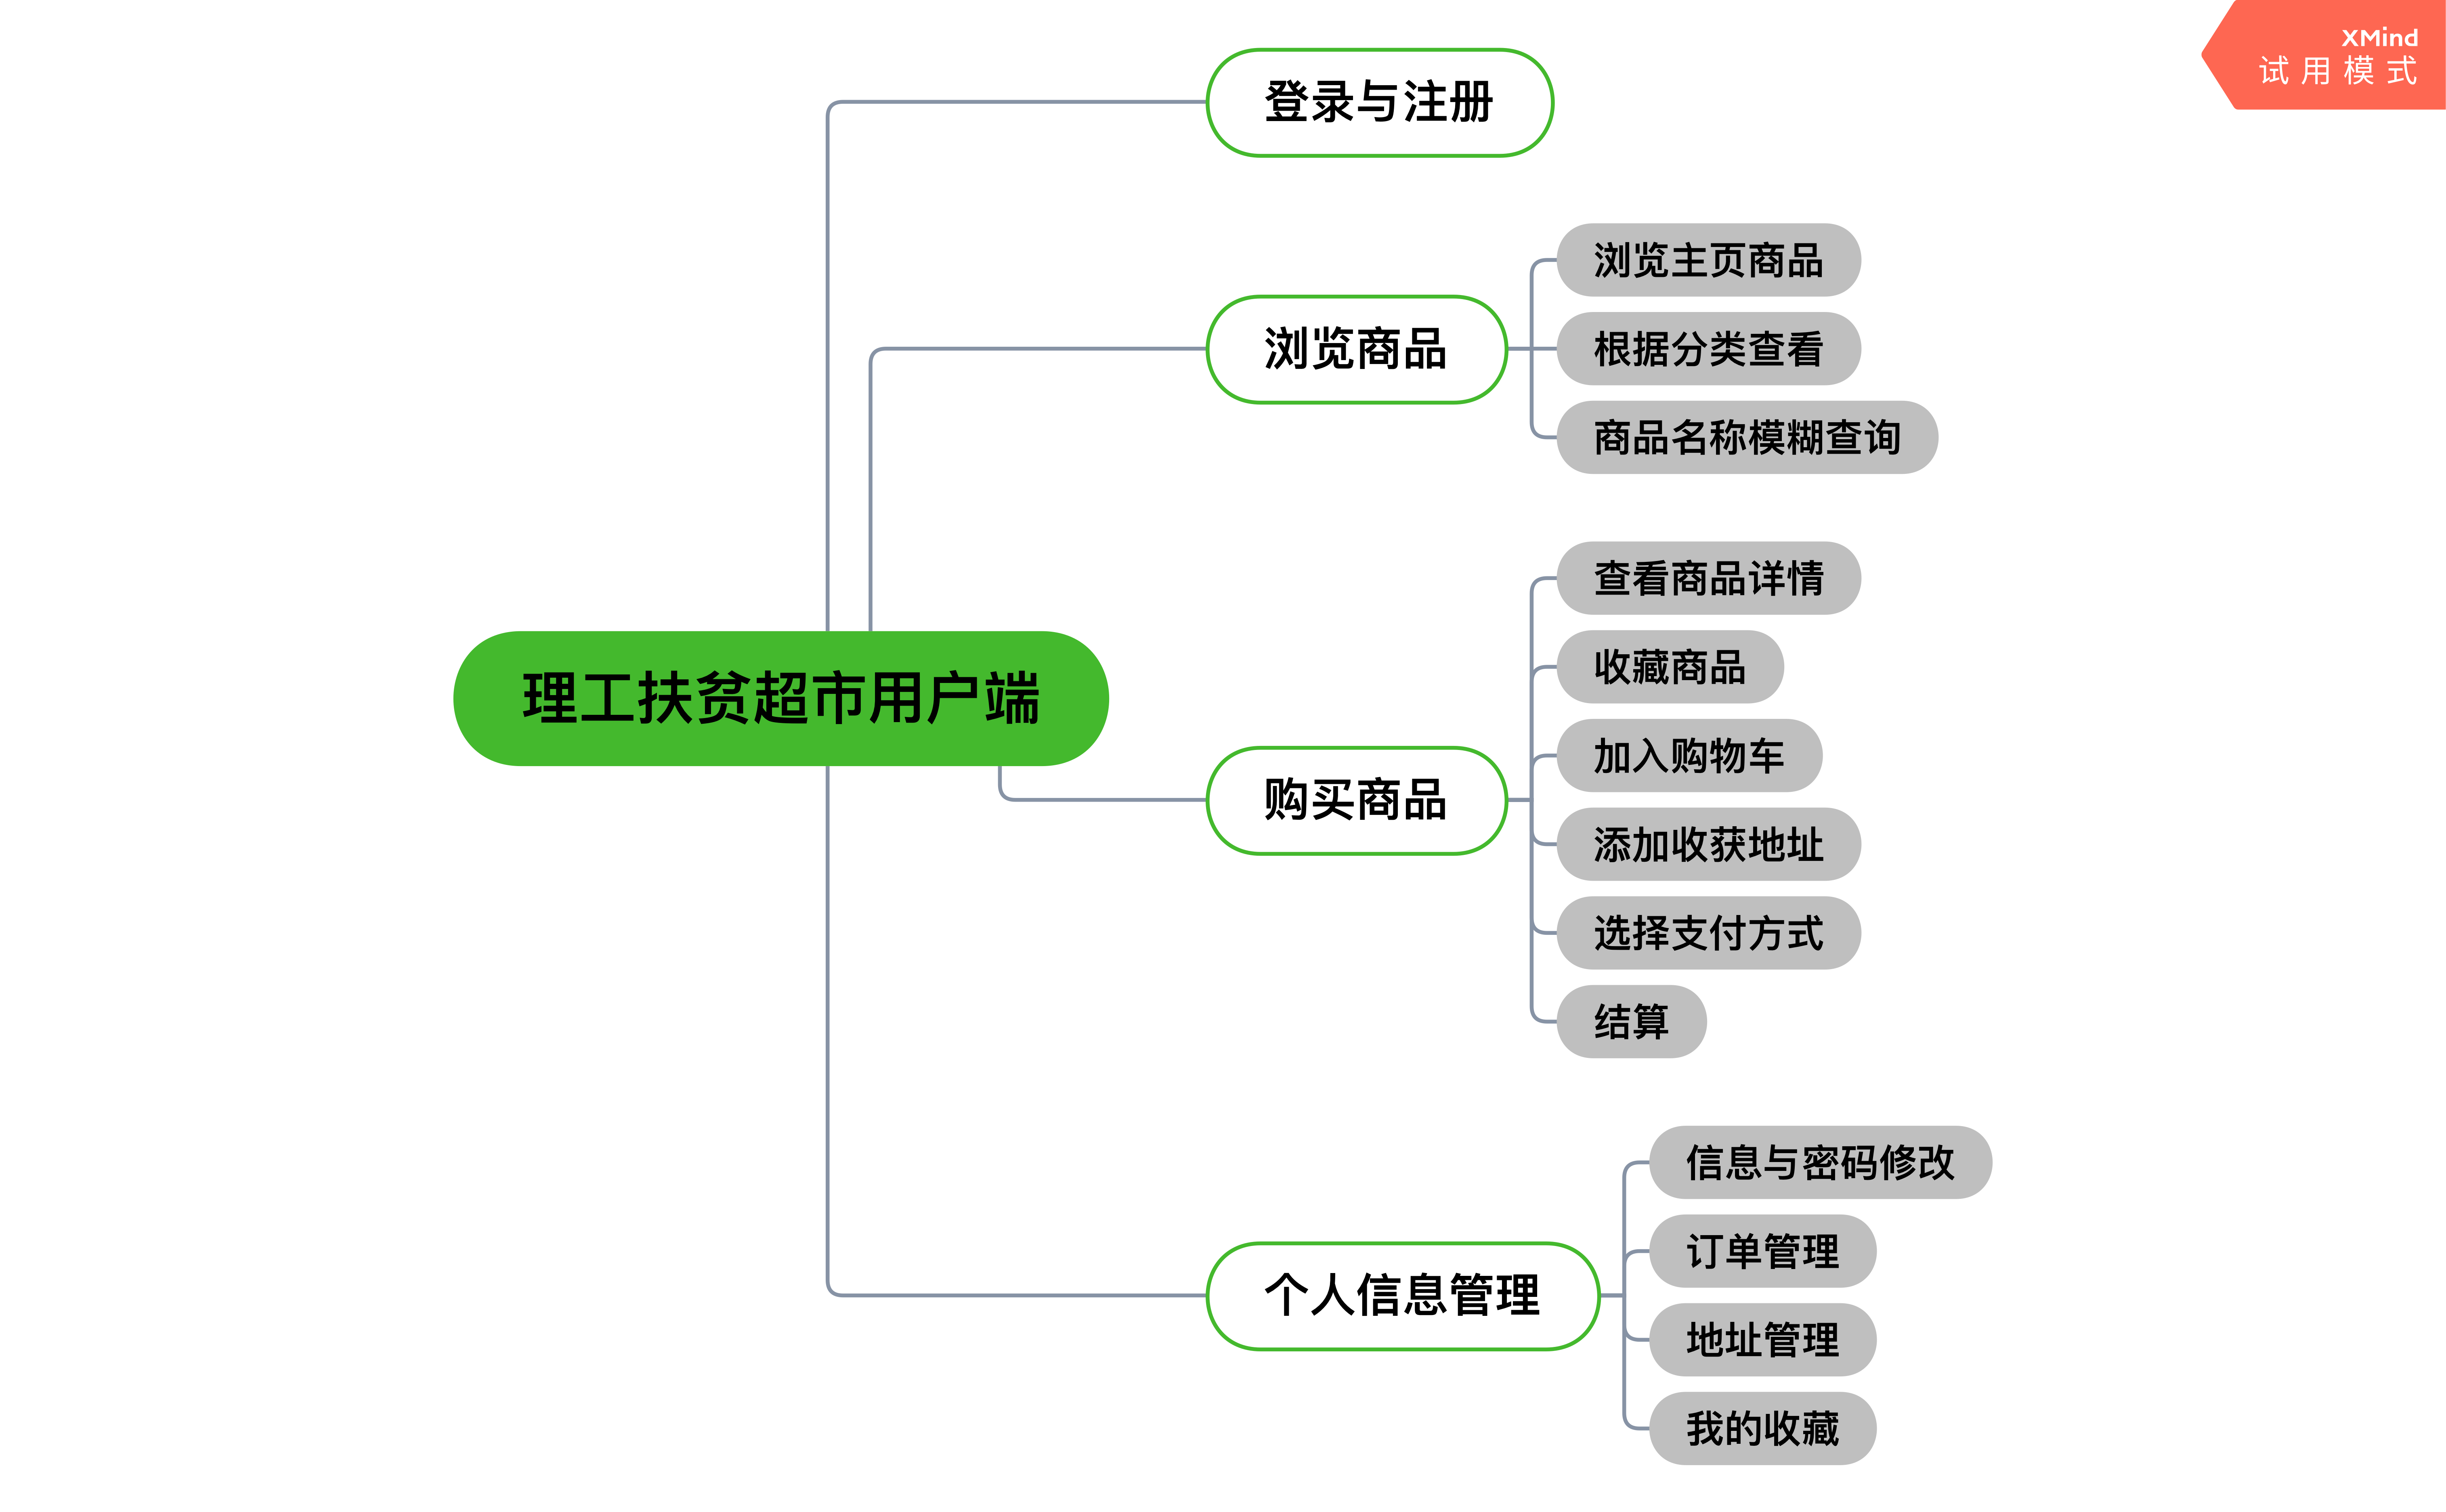 XMind
试用模式
登录与注册
浏览商品
浏览主页商品
根据分类查看
商品名称模糊查询
理工扶贫超市用户端
购买商品
查看商品详情
收藏商品
加入购物车
添加收获地址
选择支付方式
结算
个人信息管理
信息与密码修改
订单管理
地址管理
我的收藏